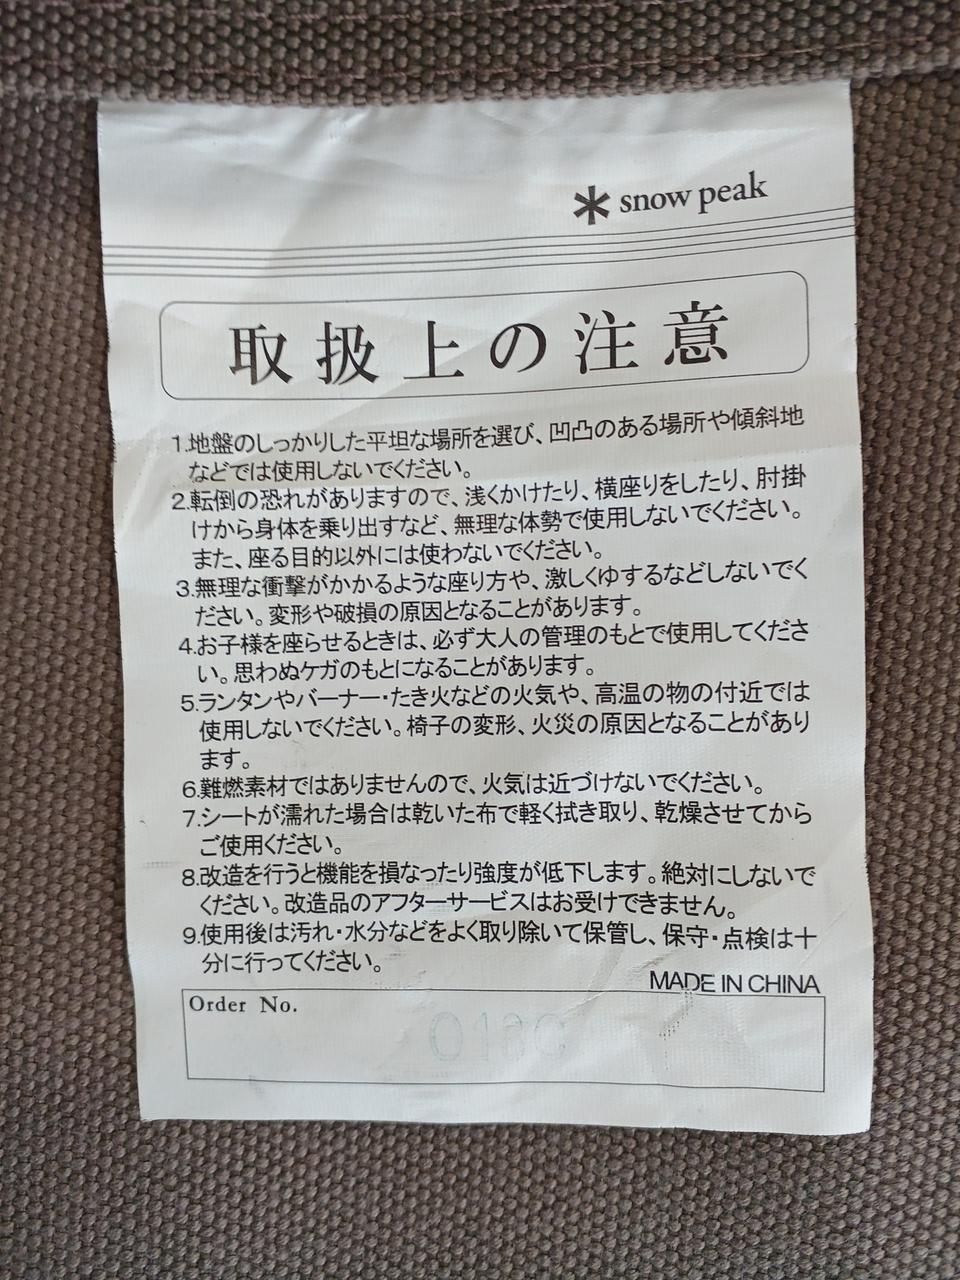 snow peak
取扱上の注意
1.地盤のしっかりした平坦な場所を選び、凹凸のある場所や傾斜地
などでは使用しないでください。
2.転倒の恐れがありますので、浅くかけたり、横座りをしたり、肘掛
けから身体を乗り出すなど、無理な体勢で使用しないでください。
また、座る目的以外には使わないでください。
3.無理な衝撃がかかるような座り方や、激しくゆするなどしないでく
ださい。変形や破損の原因となることがあります。
4.お子様を座らせるときは、必ず大人の管理のもとで使用してくださ
い。思わぬケガのもとになることがあります。
5.ランタンやバーナー・たき火などの火気や、高温の物の付近では
使用しないでください。椅子の変形、火災の原因となることがあり
ます。
6.難燃素材ではありませんので、火気は近づけないでください。
7.シートが濡れた場合は乾いた布で軽く拭き取り、乾燥させてから
ご使用ください。
8.改造を行うと機能を損なったり強度が低下します。絶対にしないで
ください。改造品のアフターサービスはお受けできません。
9.使用後は汚れ・水分などをよく取り除いて保管し、保守・点検は十
分に行ってください。
MADE IN CHINA
Order No.